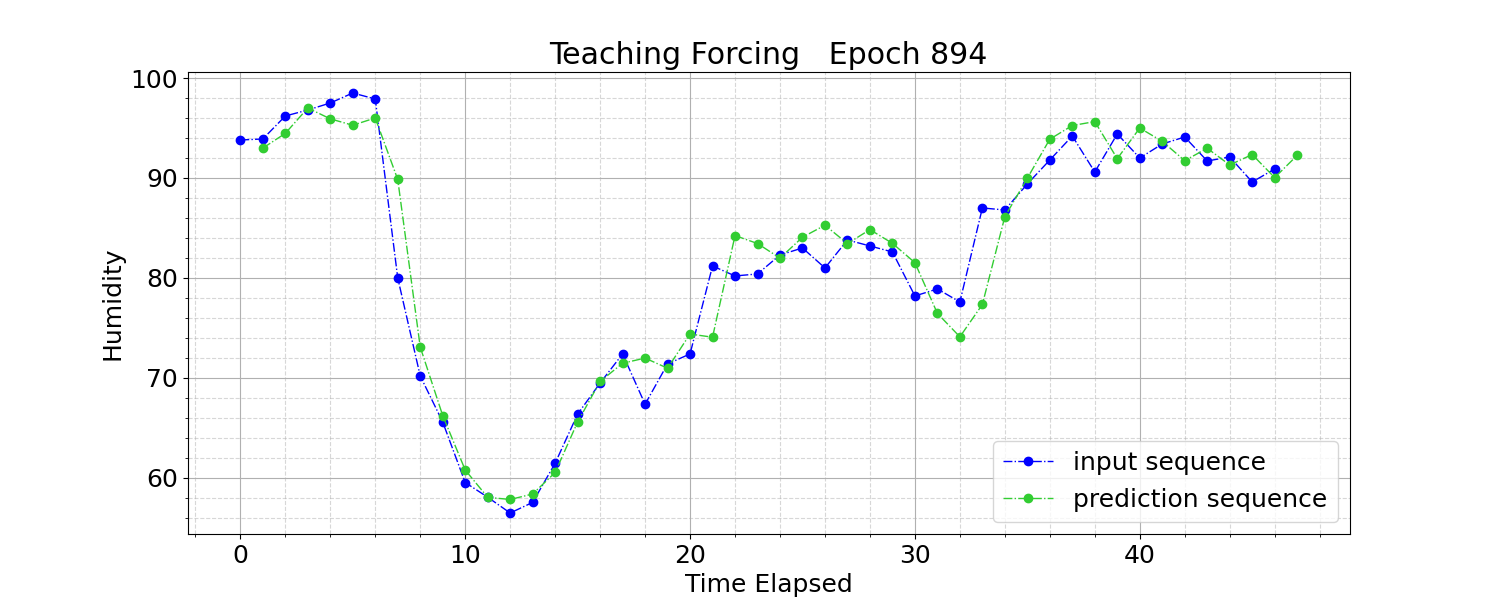 Teaching Forcing   Epoch 894
100
90
80
70
60
Humidity
0 10 20 30 40
Time Elapsed
input sequence
prediction sequence